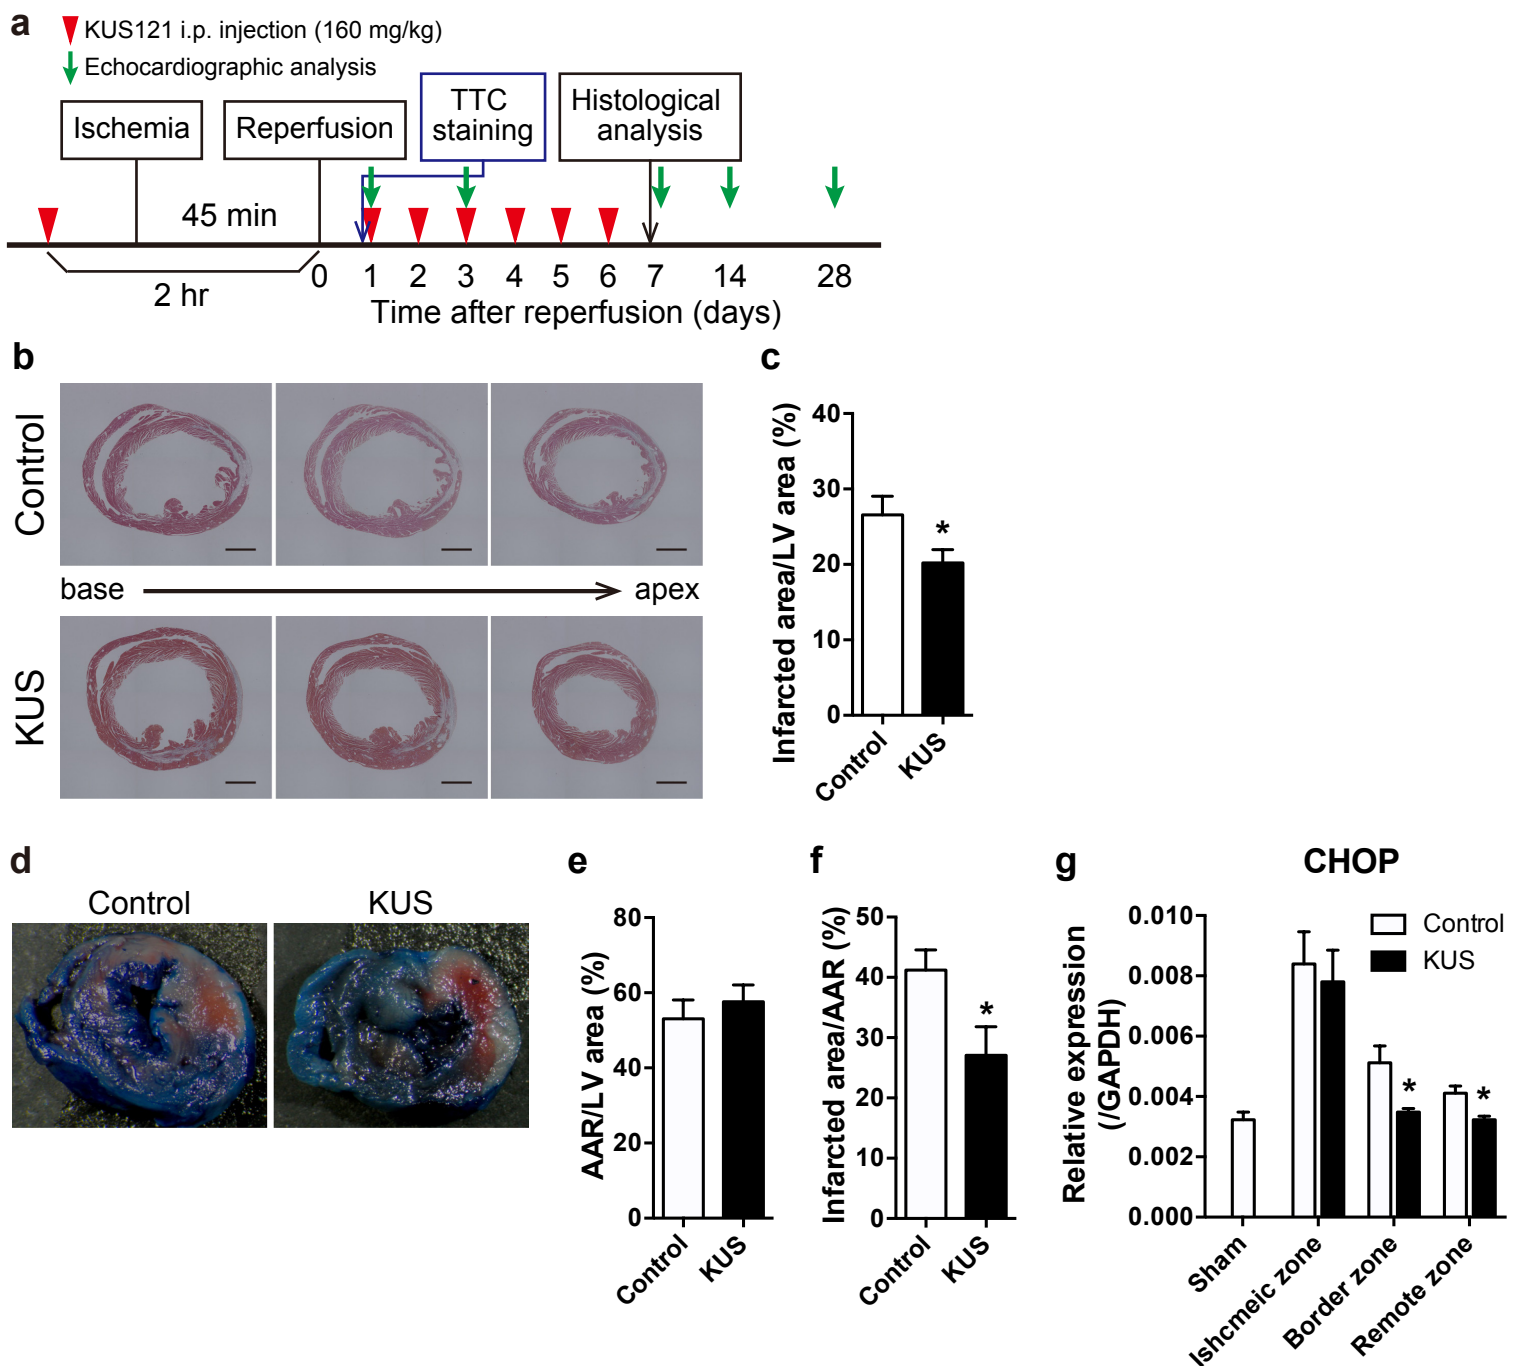 a
KUS121 i.p. injection (160 mg/kg)
Echocardiographic analysis
Ischemia
Reperfusion
TTC
staining
Histological
analysis
45 min
2 hr
0 1 2 3 4 5 6 7 14 28
Time after reperfusion (days)
b
Control
base
apex
KUS
c
Infarcted area/LV area (%)
40
30
20
10
0
*
Control
KUS
d
Control
KUS
e
AAR/LV area (%)
80
60
40
20
0
Control
KUS
f
Infarcted area/AAR (%)
50
40
30
20
10
0
*
Control
KUS
g
CHOP
Relative expression
(/GAPDH)
0.010
0.008
0.006
0.004
0.002
0.000
Control
KUS
*
*
Sham
Ishcmeic zone
Border zone
Remote zone